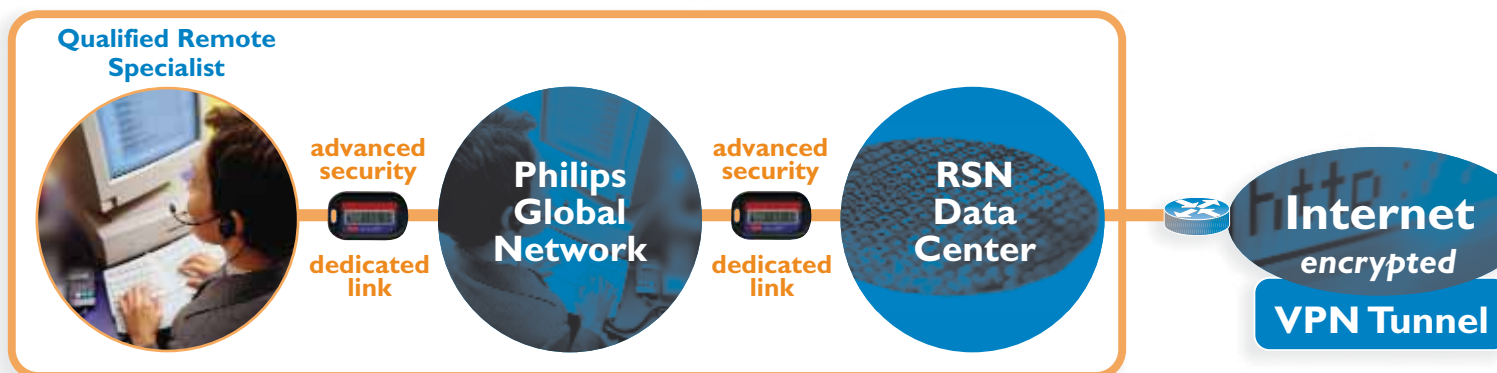 Qualified Remote
Specialist
advanced
security
dedicated
link
Philips
Global
Network
advanced
security
dedicated
link
RSN
Data
Center
http
Internet
encrypted
VPN Tunnel